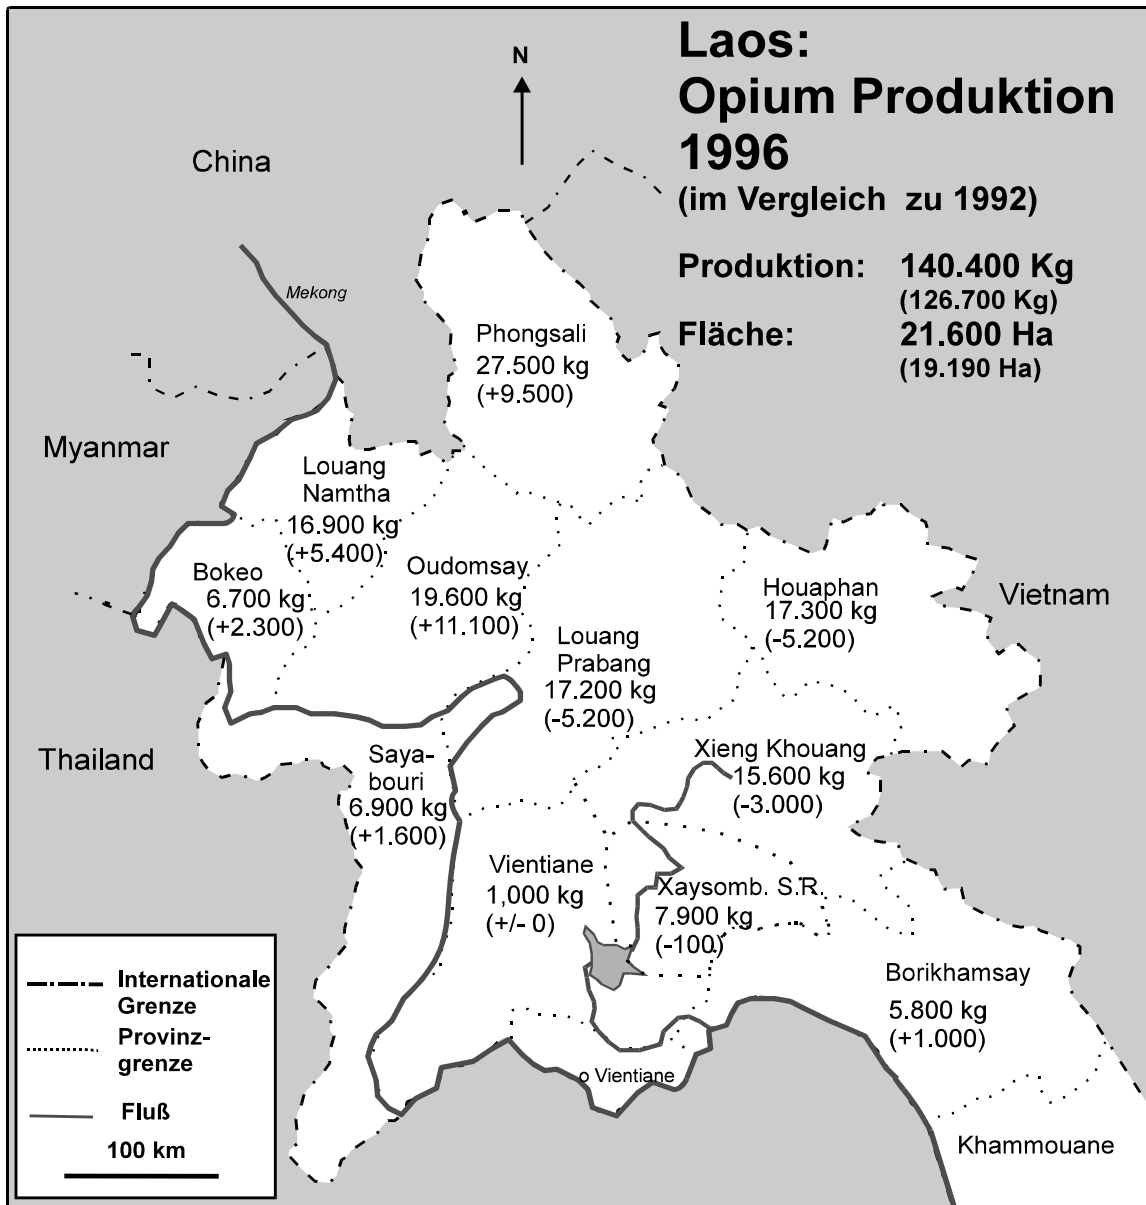 Laos:
Opium Produktion
1996
(im Vergleich zu 1992)
Produktion: 140.400 Kg
(126.700 Kg)
Fläche: 21.600 Ha
(19.190 Ha)
N
China
Mekong
Phongsali
27.500 kg
(+9.500)
Myanmar
Louang
Namtha
16.900 kg
(+5.400)
Bokeo
6.700 kg
(+2.300)
Oudomsay
19.600 kg
(+11.100)
Houaphan
17.300 kg
(-5.200)
Vietnam
Louang
Prabang
17.200 kg
(-5.200)
Thailand
Saya-
bouri
6.900 kg
(+1.600)
Xieng Khouang
15.600 kg
(-3.000)
Vientiane
1,000 kg
(+/- 0)
Xaysomb. S.R.
7.900 kg
(-100)
Borikhamsay
5.800 kg
(+1.000)
o Vientiane
Khammouane
Internationale
Grenze
Provinz-
grenze
Fluß
100 km